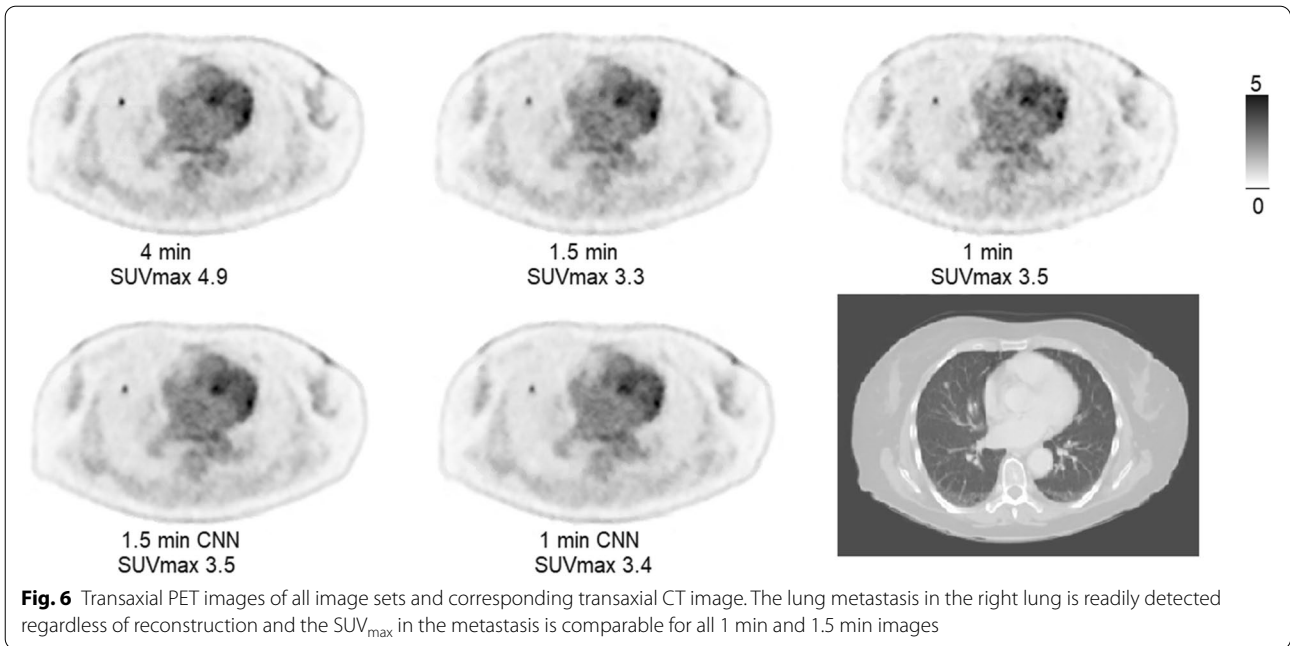 5
0
4 min
SUVmax 4.9
1.5 min
SUVmax 3.3
1 min
SUVmax 3.5
1.5 min CNN
SUVmax 3.5
1 min CNN
SUVmax 3.4
Fig. 6 Transaxial PET images of all image sets and corresponding transaxial CT image. The lung metastasis in the right lung is readily detected
regardless of reconstruction and the SUVmax in the metastasis is comparable for all 1 min and 1.5 min images